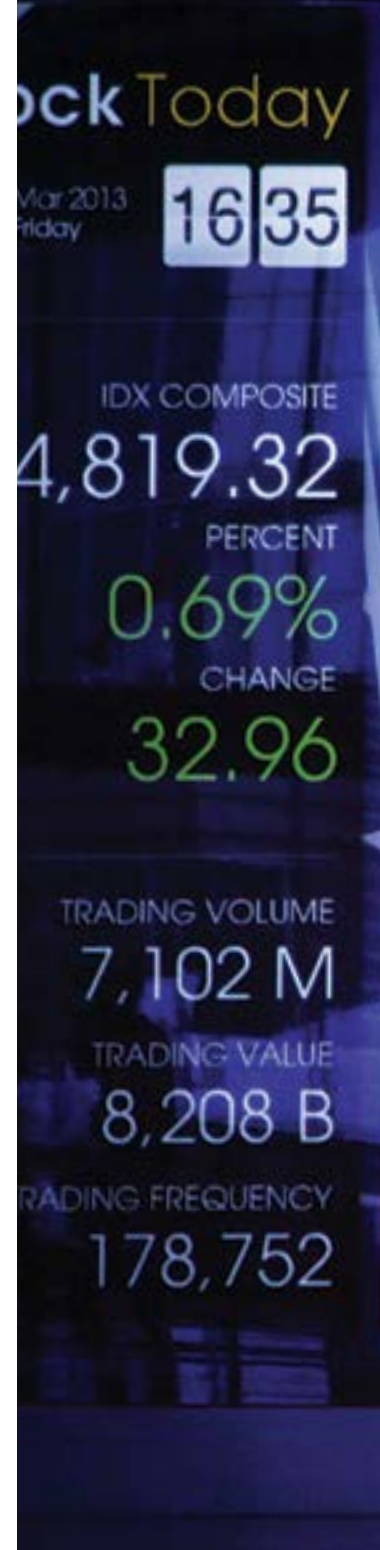 ock Today
Mar 2013
Friday
16 35
IDX COMPOSITE
4,819.32
PERCENT
0.69%
CHANGE
32.96
TRADING VOLUME
7,102 M
TRADING VALUE
8,208 B
RADING FREQUENCY
178,752